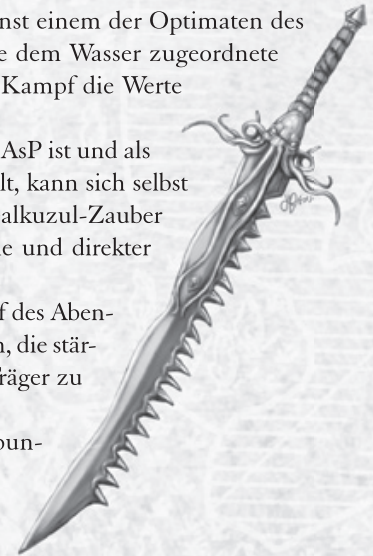 nst einem der Optimaten des
e dem Wasser zugeordnete
Kampf die Werte
AsP ist und als
lt, kann sich selbst
alkuzul-Zauber
e und direkter
f des Aben-
n, die stär-
räger zu
bun-